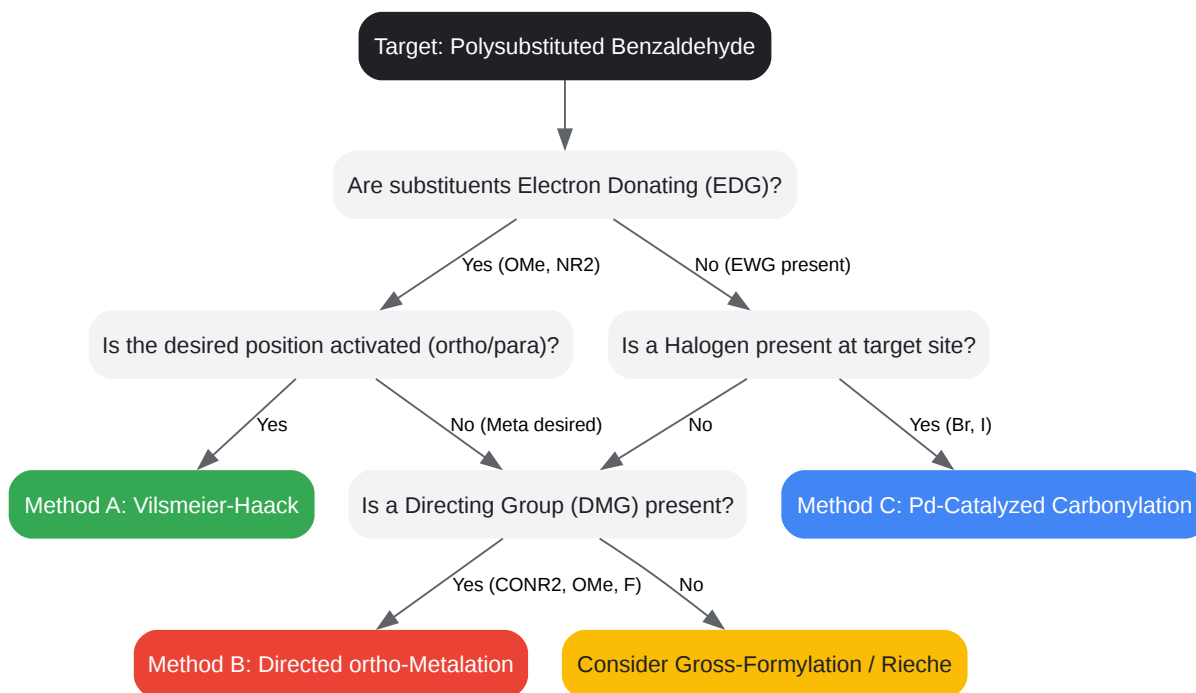 Target: Polysubstituted Benzaldehyde
Are substituents Electron Donating (EDG)?
Yes (OMe, NR2)
No (EWG present)
Is the desired position activated (ortho/para)?
Is a Halogen present at target site?
Yes
No (Meta desired)
No
Yes (Br, I)
Method A: Vilsmeier-Haack
Is a Directing Group (DMG) present?
Method C: Pd-Catalyzed Carbonylation
Yes (CONR2, OMe, F)
No
Method B: Directed ortho-Metalation
Consider Gross-Formylation / Rieche